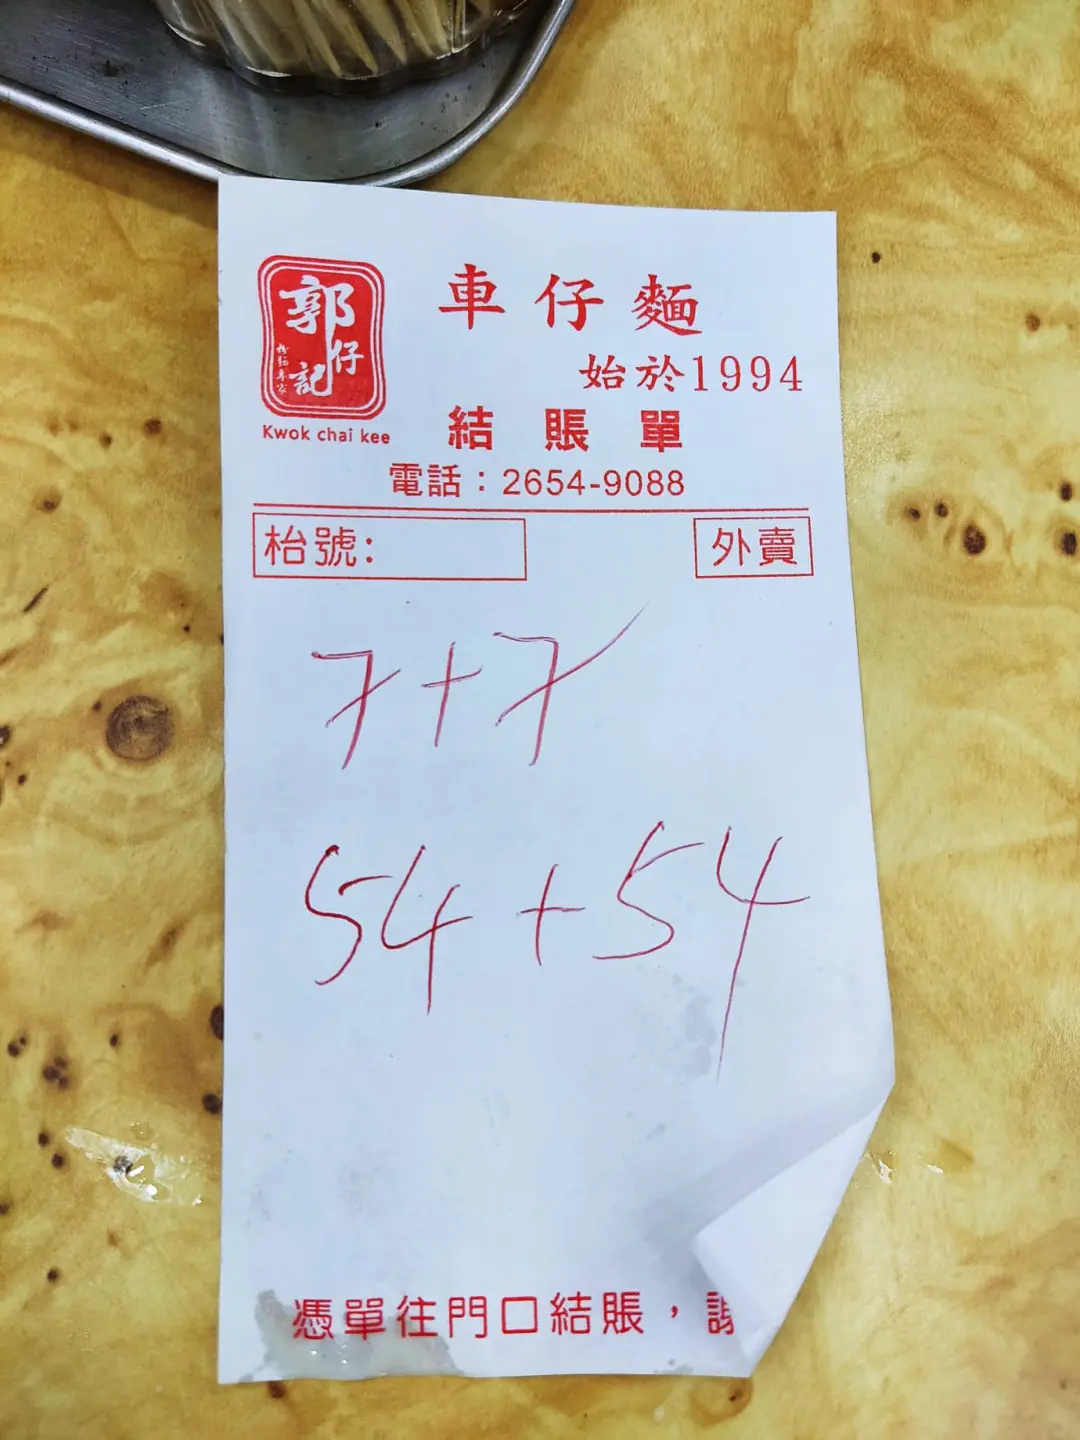 郭仔記
Kwok chai kee
車仔麵
始於1994
結賬單
電話：2654-9088
枱號：
外賣
7+7
54+54
憑單往門口結賬，